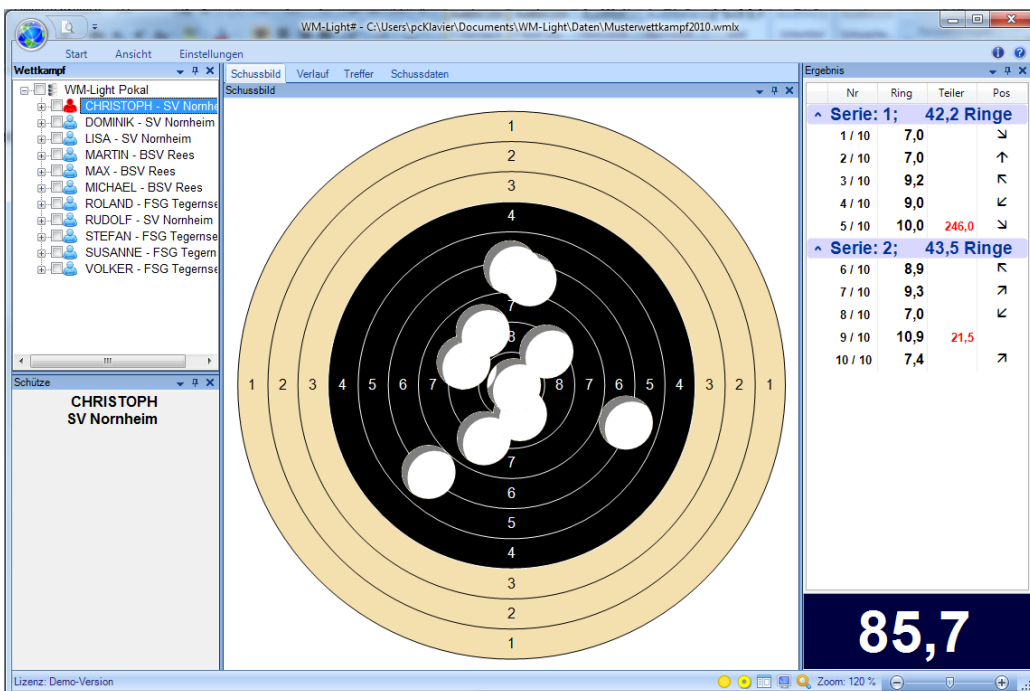 WM-Light# - C:\Users\pcKlavier\Documents\WM-Light\Daten\Musterwettkampf2010.wmlx
Start Ansicht Einstellungen
Wettkampf
WM-Light Pokal
CHRISTOPH - SV Nornhe
DOMINIK - SV Nornheim
LISA - SV Nornheim
MARTIN - BSV Rees
MAX - BSV Rees
MICHAEL - BSV Rees
ROLAND - FSG Tegernse
RUDOLF - SV Nornheim
STEFAN - FSG Tegernse
SUSANNE - FSG Tegern
VOLKER - FSG Tegernse
Schütze
CHRISTOPH
SV Nornheim
Schussbild Verlauf Treffer Schussdaten
Schussbild
1
2
3
4
7
8
1 2 3 4 5 6 7 8 7 6 5 4 3 2 1
7
6
5
4
3
2
1
Ergebnis
Nr Ring Teiler Pos
Serie: 1; 42,2 Ringe
1 / 10 7,0
2 / 10 7,0
3 / 10 9,2
4 / 10 9,0
5 / 10 10,0 246,0
Serie: 2; 43,5 Ringe
6 / 10 8,9
7 / 10 9,3
8 / 10 7,0
9 / 10 10,9 21,5
10 / 10 7,4
85,7
Lizenz: Demo-Version
Zoom: 120 %